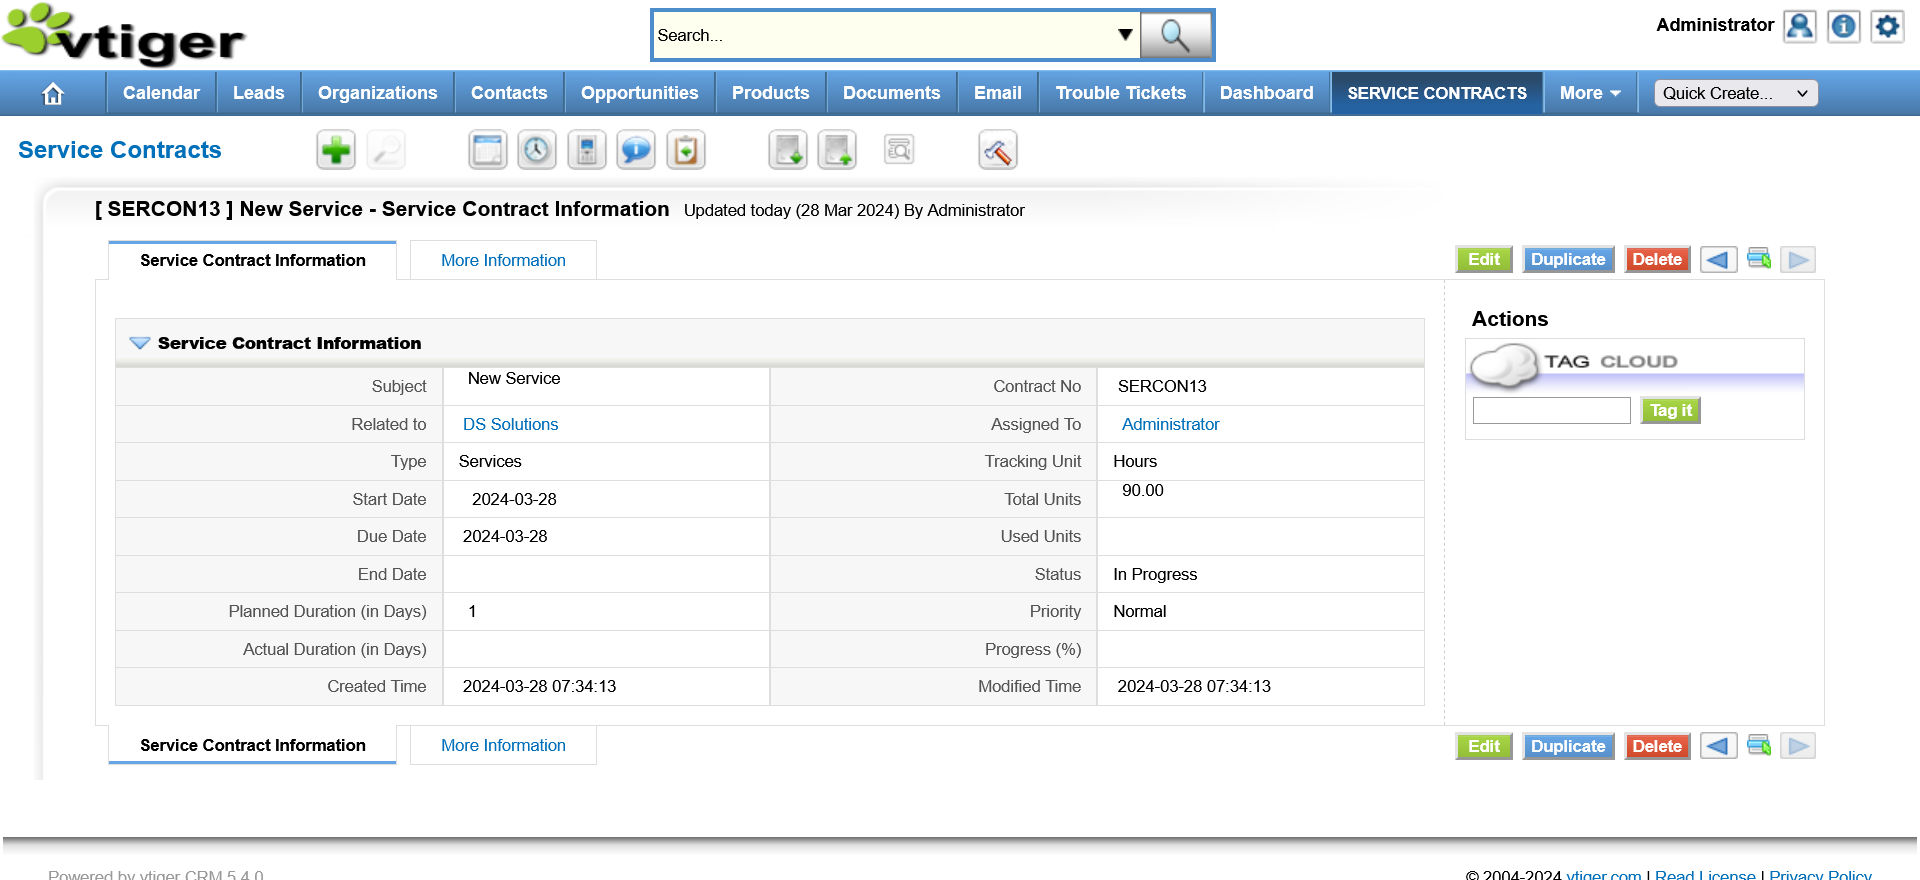 vtiger
Search...
Administrator
Calendar Leads Organizations Contacts Opportunities Products Documents Email Trouble Tickets Dashboard SERVICE CONTRACTS More Quick Create...
Service Contracts
[ SERCON13 ] New Service - Service Contract Information Updated today (28 Mar 2024) By Administrator
Service Contract Information More Information Edit Duplicate Delete
Service Contract Information
Subject New Service Contract No SERCON13
Related to DS Solutions Assigned To Administrator
Type Services Tracking Unit Hours
Start Date 2024-03-28 Total Units 90.00
Due Date 2024-03-28 Used Units
End Date Status In Progress
Planned Duration (in Days) 1 Priority Normal
Actual Duration (in Days) Progress (%)
Created Time 2024-03-28 07:34:13 Modified Time 2024-03-28 07:34:13
Actions
TAG CLOUD
Tag it
Service Contract Information More Information Edit Duplicate Delete
Powered by vtiger CRM 5.4.0
© 2004-2024 vtiger.com | Read License | Privacy Policy